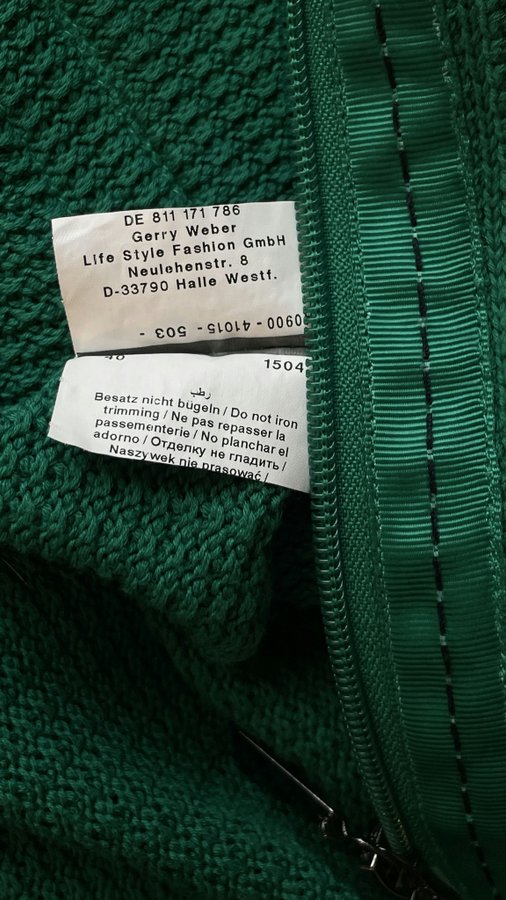 DE 811 171 786
Gerry Weber
Life Style Fashion GmbH
Neulehenstr. 8
D-33790 Halle Westf.
0900 - 41015 - 503 -
1504
رطب
Besatz nicht bügeln / Do not iron
trimming / Ne pas repasser la
passementerie / No planchar el
adorno / Отделку не гладить /
Naszywek nie prasować /